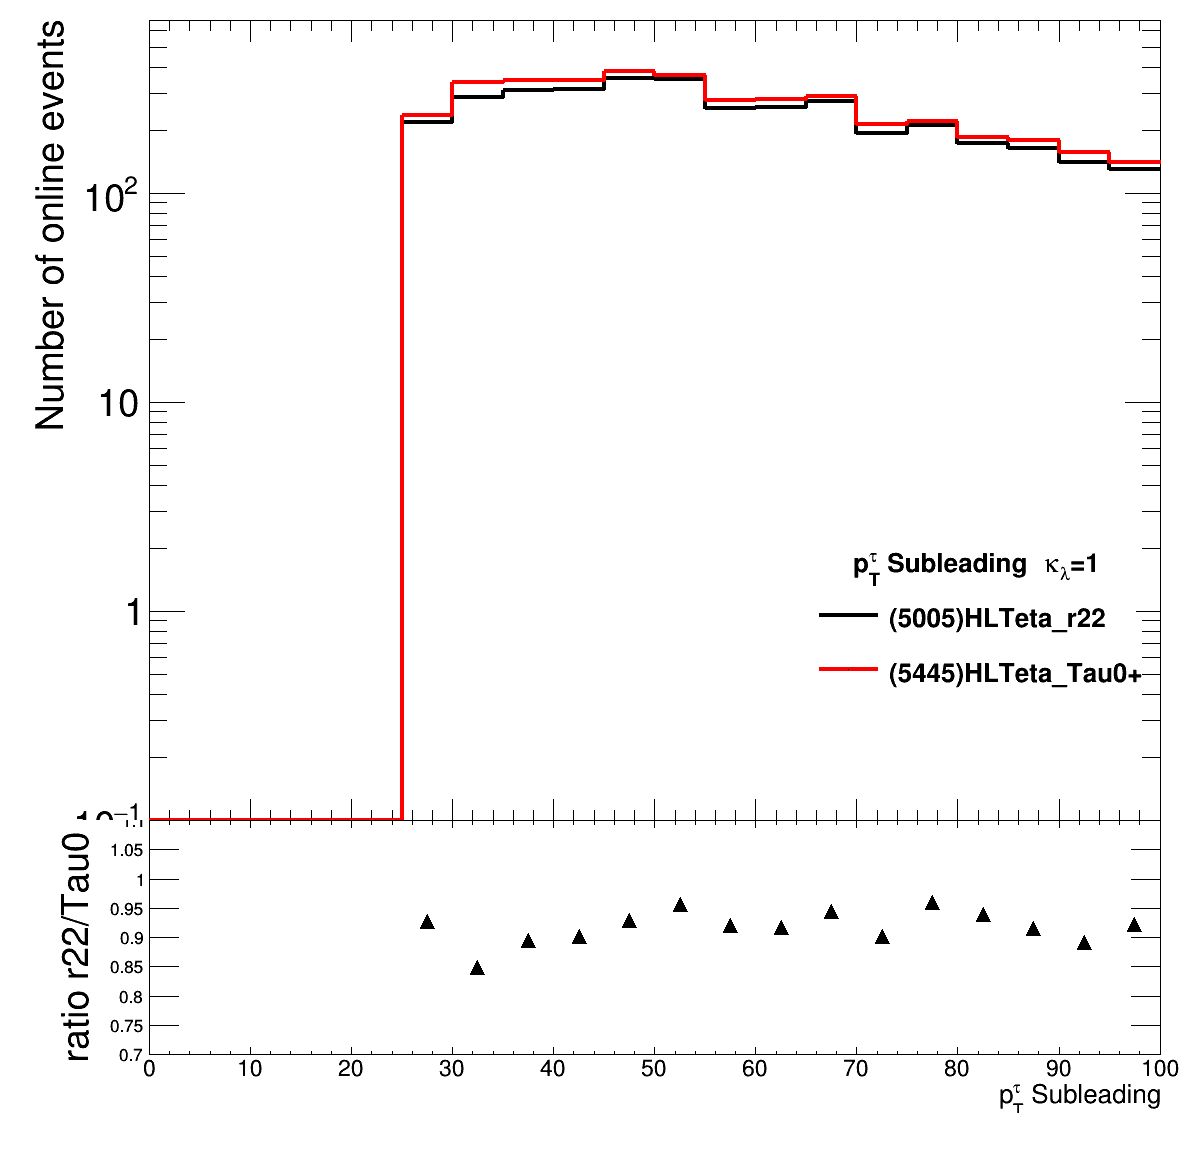 Number of online events
10²
10
1
p_T^τ Subleading κ_λ=1
(5005)HLTeta_r22
(5445)HLTeta_Tau0+
ratio r22/Tau0
1.05
1
0.95
0.9
0.85
0.8
0.75
0.7
0 10 20 30 40 50 60 70 80 90 100
p_T^τ Subleading